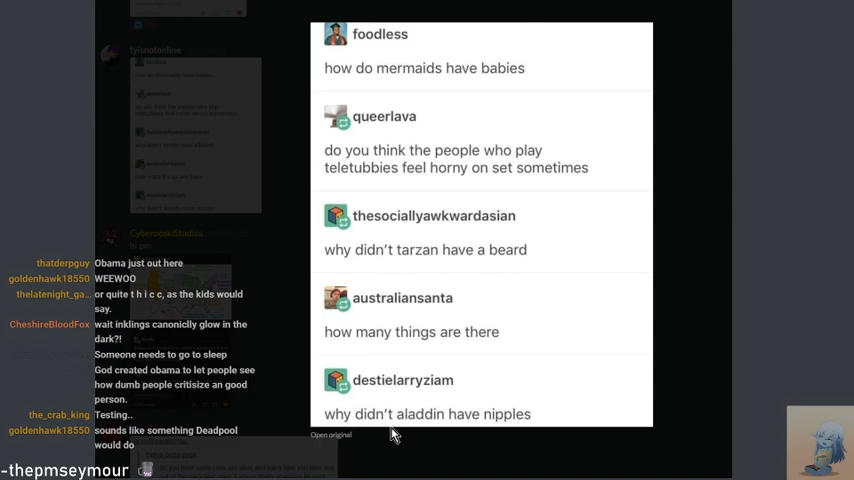 foodless
how do mermaids have babies
queerlava
do you think the people who play
teletubbies feel horny on set sometimes
thesociallyawkwardasian
why didn't tarzan have a beard
australiansanta
how many things are there
destielarryziam
why didn't aladdin have nipples
Open original
tyisnotonline
CyberooskiStudios
thatderpguy Obama just out here
goldenhawk18550 WEEWOO
thelatenight_ga... or quite t h i c c, as the kids would
say.
CheshireBloodFox wait inklings canoniclly glow in the
dark?!
Someone needs to go to sleep
God created obama to let people see
how dumb people critisize an good
person.
the_crab_king Testing..
goldenhawk18550 sounds like something Deadpool
would do
-thepmseymour